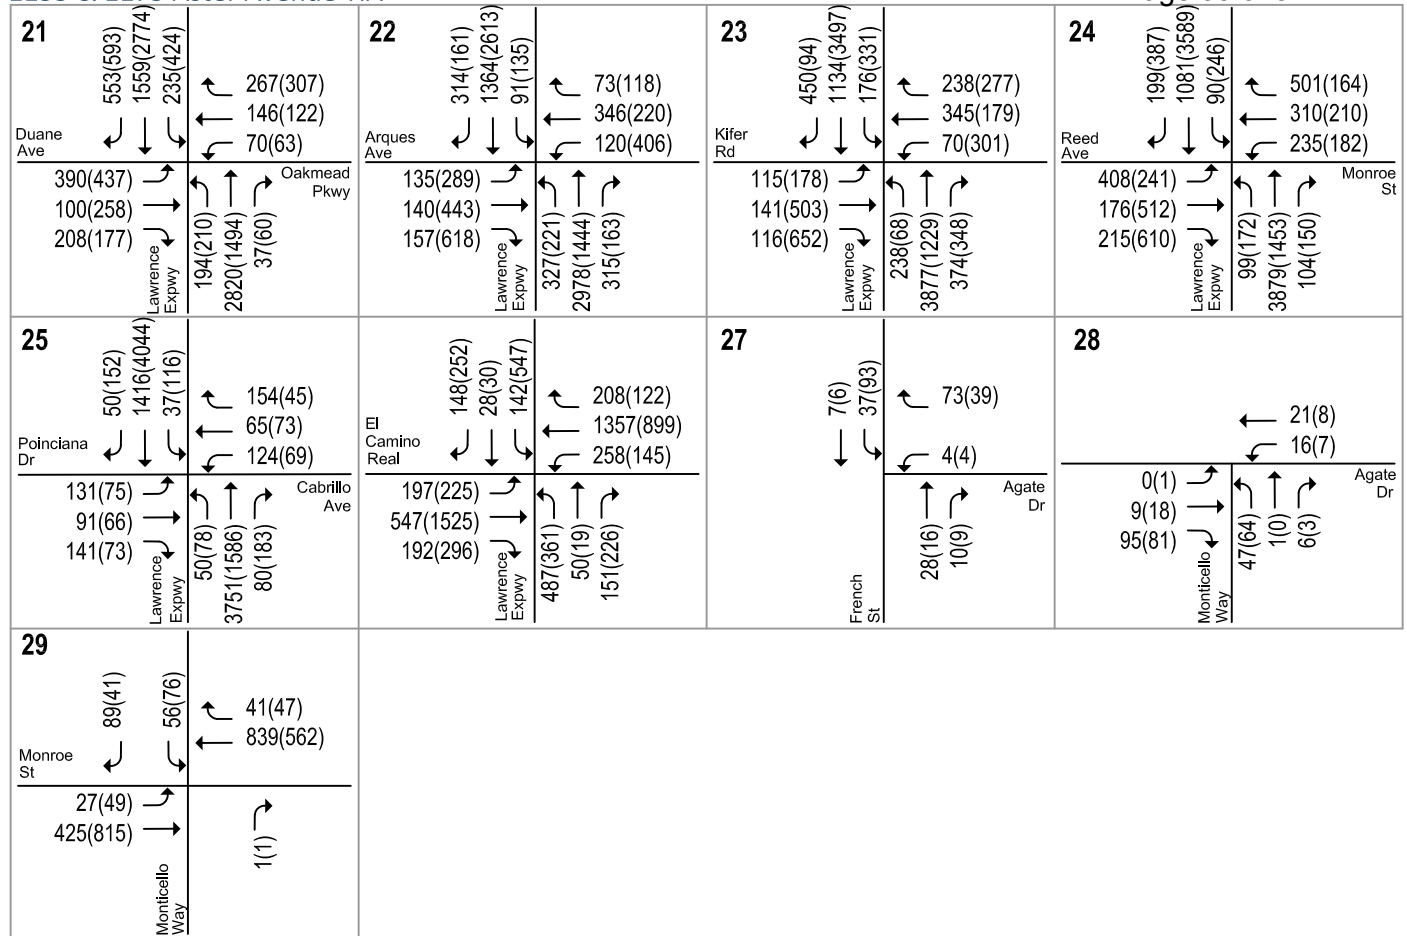 21
553(593)
1559(2774)
235(424)
267(307)
146(122)
70(63)
Duane
Ave
390(437)
100(258)
208(177)
Oakmead
Pkwy
194(210)
2820(1494)
37(60)
Lawrence
Expwy
22
314(161)
1364(2613)
91(135)
73(118)
346(220)
120(406)
Arques
Ave
135(289)
140(443)
157(618)
327(221)
2978(1444)
315(163)
Lawrence
Expwy
23
450(94)
1134(3497)
176(331)
238(277)
345(179)
70(301)
Kifer
Rd
115(178)
141(503)
116(652)
238(68)
3877(1229)
374(348)
Lawrence
Expwy
24
199(387)
1081(3589)
90(246)
501(164)
310(210)
235(182)
Reed
Ave
408(241)
176(512)
215(610)
Monroe
St
99(172)
3879(1453)
104(150)
Lawrence
Expwy
25
50(152)
1416(4044)
37(116)
154(45)
65(73)
124(69)
Poinciana
Dr
131(75)
91(66)
141(73)
Cabrillo
Ave
50(78)
3751(1586)
80(183)
Lawrence
Expwy
148(252)
28(30)
142(547)
208(122)
1357(899)
258(145)
El
Camino
Real
197(225)
547(1525)
192(296)
487(361)
50(19)
151(226)
Lawrence
Expwy
27
7(6)
37(93)
73(39)
4(4)
Agate
Dr
28(16)
10(9)
French
St
28
21(8)
16(7)
0(1)
9(18)
95(81)
Agate
Dr
47(64)
1(0)
6(3)
Monticello
Way
29
89(41)
56(76)
41(47)
839(562)
Monroe
St
27(49)
425(815)
1(1)
Monticello
Way